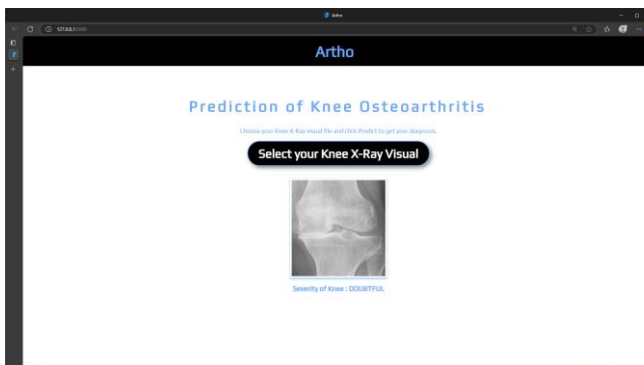 Artho
Artho
Prediction of Knee Osteoarthritis
Choose your Knee X-Ray visual file and click Predict to get your diagnosis.
Select your Knee X-Ray Visual
Severity of Knee : DOUBTFUL